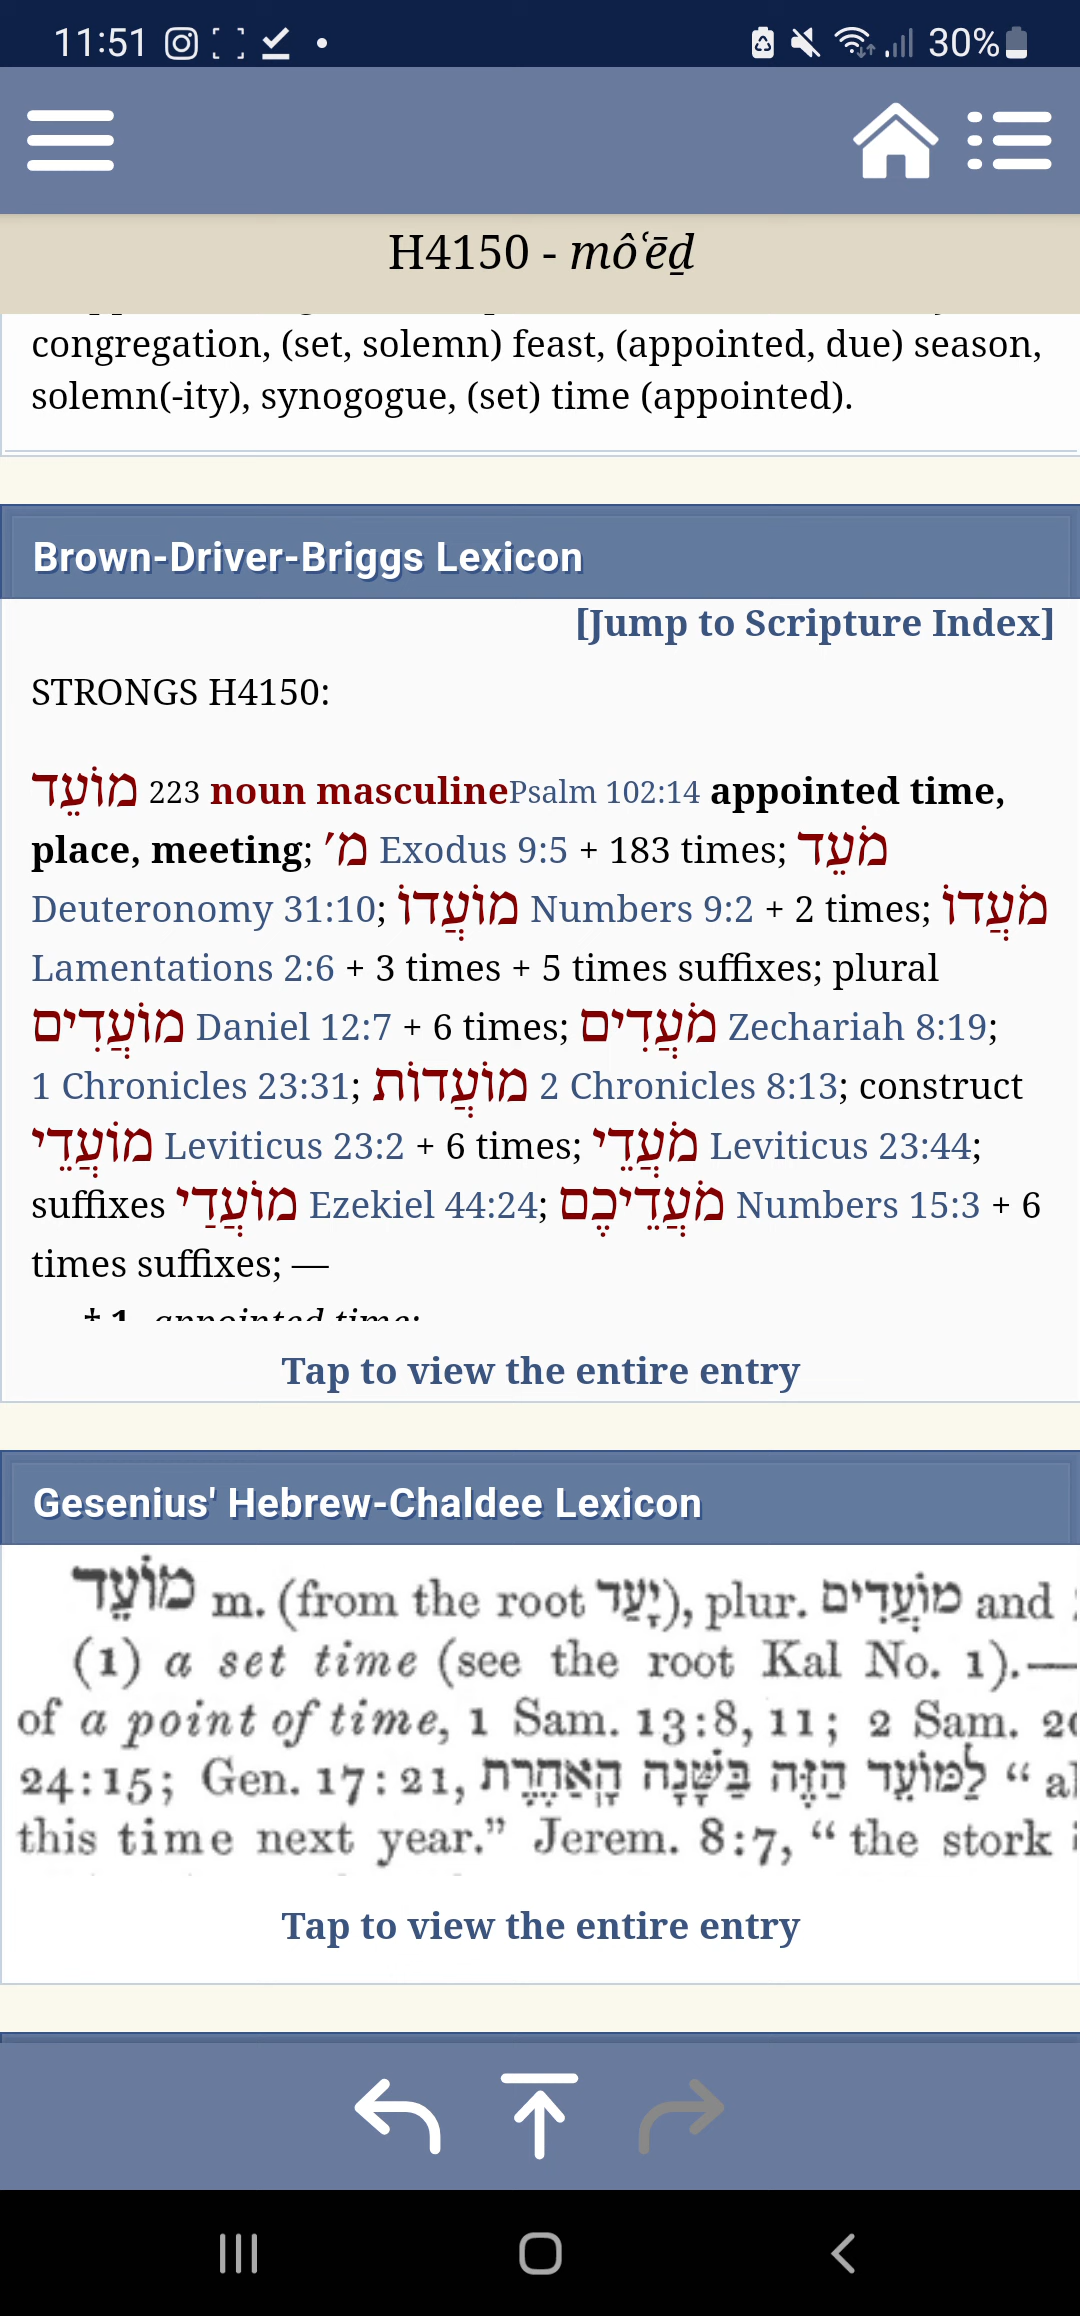 11:51 30%
H4150 - môʿēḏ
congregation, (set, solemn) feast, (appointed, due) season,
solemn(-ity), synogogue, (set) time (appointed).
Brown-Driver-Briggs Lexicon
[Jump to Scripture Index]
STRONGS H4150:
מוֹעֵד 223 noun masculinePsalm 102:14 appointed time,
place, meeting; מ׳ Exodus 9:5 + 183 times; מֹעֵד
Deuteronomy 31:10; מוֹעֲדוֹ Numbers 9:2 + 2 times; מֹעֲדוֹ
Lamentations 2:6 + 3 times + 5 times suffixes; plural
מוֹעֲדִים Daniel 12:7 + 6 times; מֹעֲדִים Zechariah 8:19;
1 Chronicles 23:31; מוֹעֲדוֹת 2 Chronicles 8:13; construct
מוֹעֲדֵי Leviticus 23:2 + 6 times; מֹעֲדֵי Leviticus 23:44;
suffixes מוֹעֲדַי Ezekiel 44:24; מֹעֲדֵיכֶם Numbers 15:3 + 6
times suffixes; —
† 1 appointed time:
Tap to view the entire entry
Gesenius' Hebrew-Chaldee Lexicon
מוֹעֵד m. (from the root יָעַד), plur. מוֹעֲדִים and
(1) a set time (see the root Kal No. 1).—
of a point of time, 1 Sam. 13:8, 11; 2 Sam.
24:15; Gen. 17:21, לַמּוֹעֵד הַזֶּה בַּשָּׁנָה הָאַחֶרֶת “
this time next year.” Jerem. 8:7, “ the stork
Tap to view the entire entry